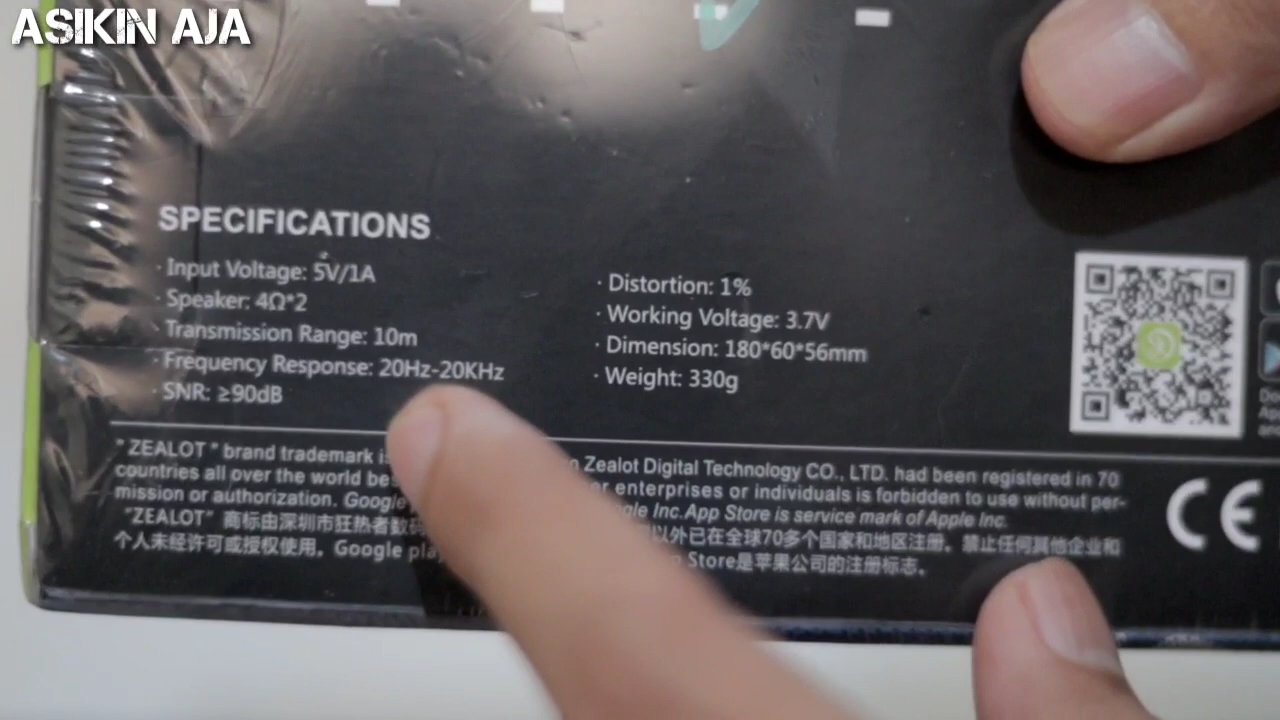 ASIKIN AJA
SPECIFICATIONS
· Input Voltage: 5V/1A
· Speaker: 4Ω*2
· Transmission Range: 10m
· Frequency Response: 20Hz-20KHz
· SNR: ≥90dB
· Distortion: 1%
· Working Voltage: 3.7V
· Dimension: 180*60*56mm
· Weight: 330g
"ZEALOT" brand trademark is Zealot Digital Technology CO., LTD. had been registered in 70
countries all over the world enterprises or individuals is forbidden to use without per-
mission or authorization. Google Inc.App Store is service mark of Apple Inc.
"ZEALOT" 商标由深圳市狂热者数码 以外已在全球70多个国家和地区注册。禁止任何其他企业和
个人未经许可或授权使用。Google Store是苹果公司的注册标志。
CE